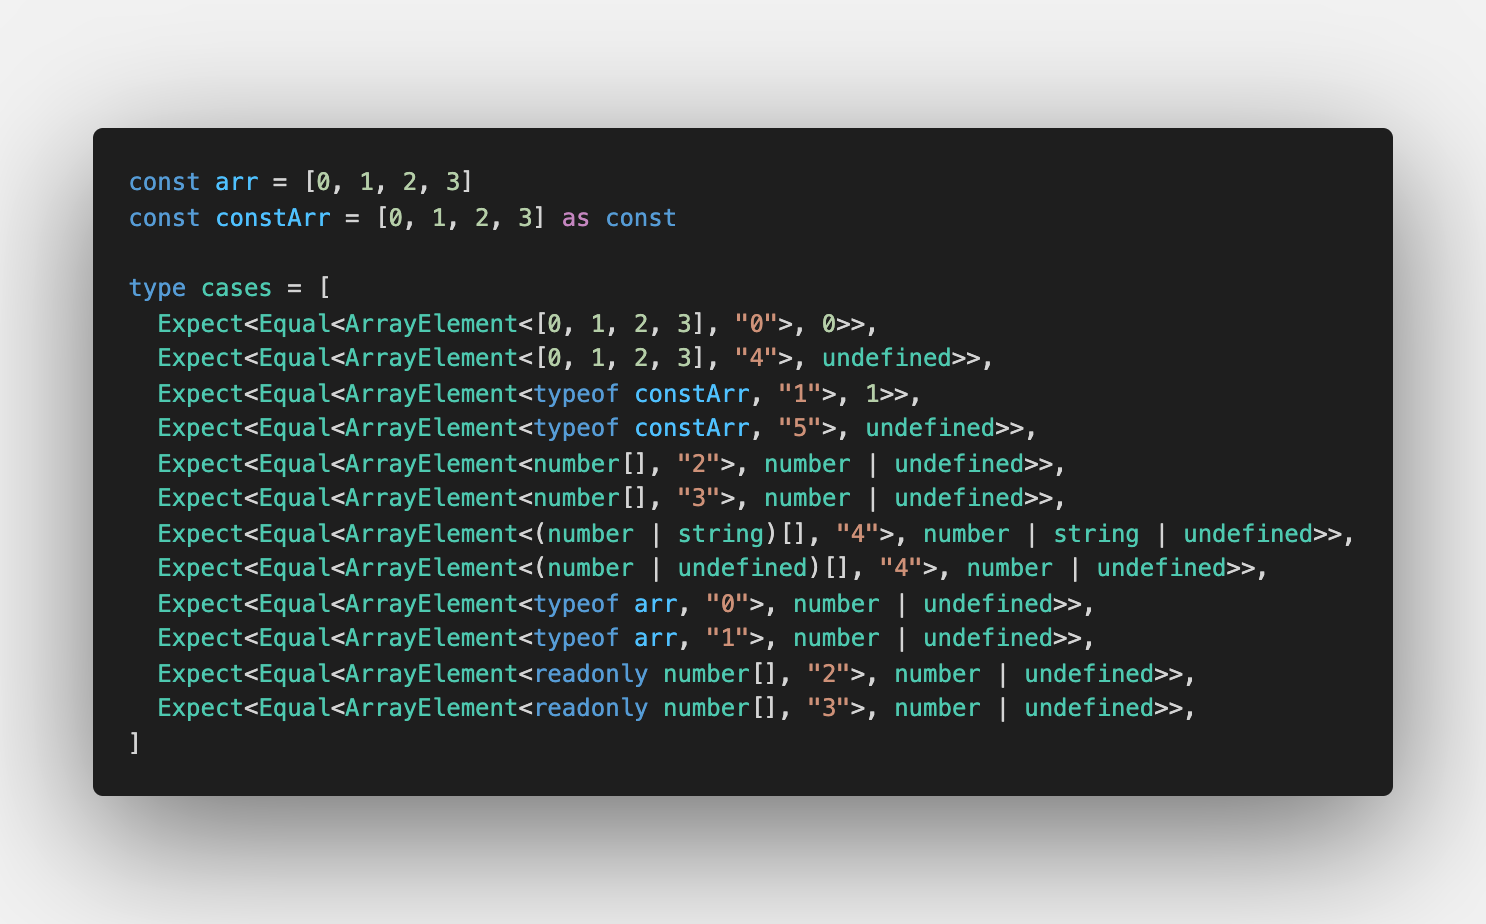 const arr = [0, 1, 2, 3]
const constArr = [0, 1, 2, 3] as const

type cases = [
  Expect<Equal<ArrayElement<[0, 1, 2, 3], "0">, 0>>,
  Expect<Equal<ArrayElement<[0, 1, 2, 3], "4">, undefined>>,
  Expect<Equal<ArrayElement<typeof constArr, "1">, 1>>,
  Expect<Equal<ArrayElement<typeof constArr, "5">, undefined>>,
  Expect<Equal<ArrayElement<number[], "2">, number | undefined>>,
  Expect<Equal<ArrayElement<number[], "3">, number | undefined>>,
  Expect<Equal<ArrayElement<(number | string)[], "4">, number | string | undefined>>,
  Expect<Equal<ArrayElement<(number | undefined)[], "4">, number | undefined>>,
  Expect<Equal<ArrayElement<typeof arr, "0">, number | undefined>>,
  Expect<Equal<ArrayElement<typeof arr, "1">, number | undefined>>,
  Expect<Equal<ArrayElement<readonly number[], "2">, number | undefined>>,
  Expect<Equal<ArrayElement<readonly number[], "3">, number | undefined>>,
]